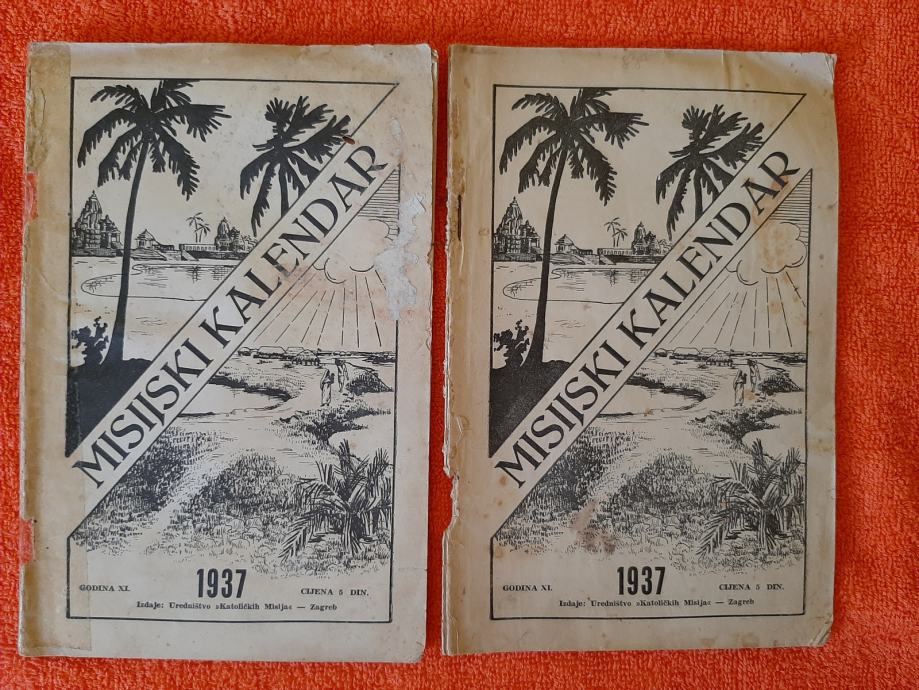 MISIJSKI KALENDAR
1937
GODINA XI.
CIJENA 5 DIN.
Izdaje: Uredništvo »Katoličkih Misija« — Zagreb
MISIJSKI KALENDAR
1937
GODINA XI.
CIJENA 5 DIN.
Izdaje: Uredništvo »Katoličkih Misija« — Zagreb